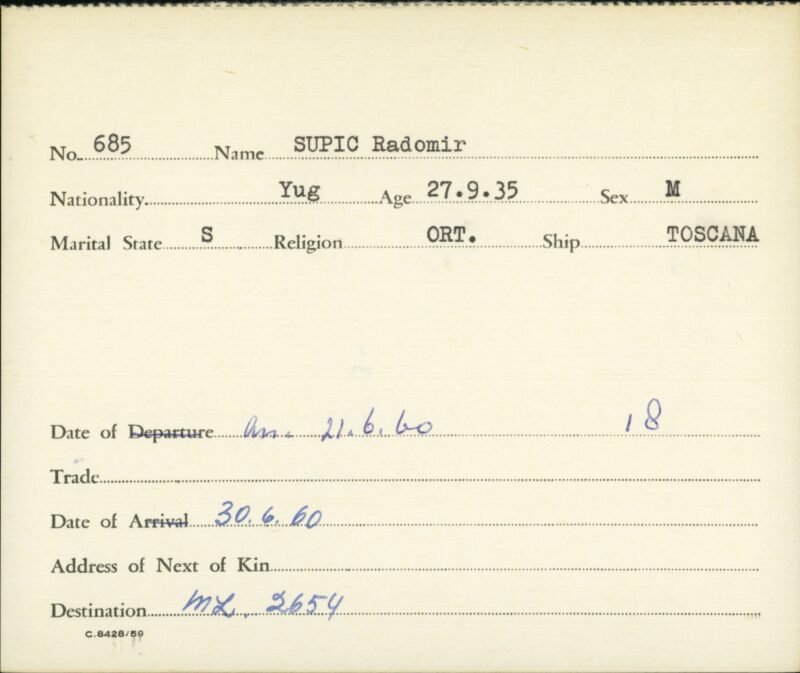 No. 685 Name SUPIC Radomir
Nationality Yug Age 27.9.35 Sex M
Marital State S Religion ORT. Ship TOSCANA
Date of Departure Arr. 21.6.60 18
Trade
Date of Arrival 30.6.60
Address of Next of Kin
Destination ML. 2654
C.8428/59